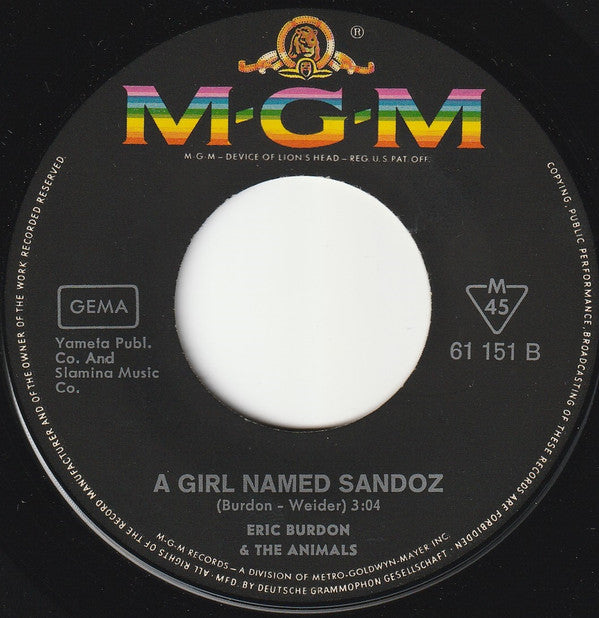 ®
M·G·M
M·G·M – DEVICE OF LION'S HEAD – REG. U.S. PAT. OFF.
GEMA
Yameta Publ.
Co. And
Slamina Music
Co.
M
45
61 151 B
A GIRL NAMED SANDOZ
(Burdon - Weider) 3:04
ERIC BURDON
& THE ANIMALS
M·G·M RECORDS – A DIVISION OF METRO-GOLDWYN-MAYER INC.
ALL RIGHTS OF THE RECORD MANUFACTURER AND OF THE OWNER OF THE WORK RECORDED RESERVED.
COPYING, PUBLIC PERFORMANCE, BROADCASTING OF THESE RECORDS ARE FORBIDDEN
· MFD. BY DEUTSCHE GRAMMOPHON GESELLSCHAFT ·